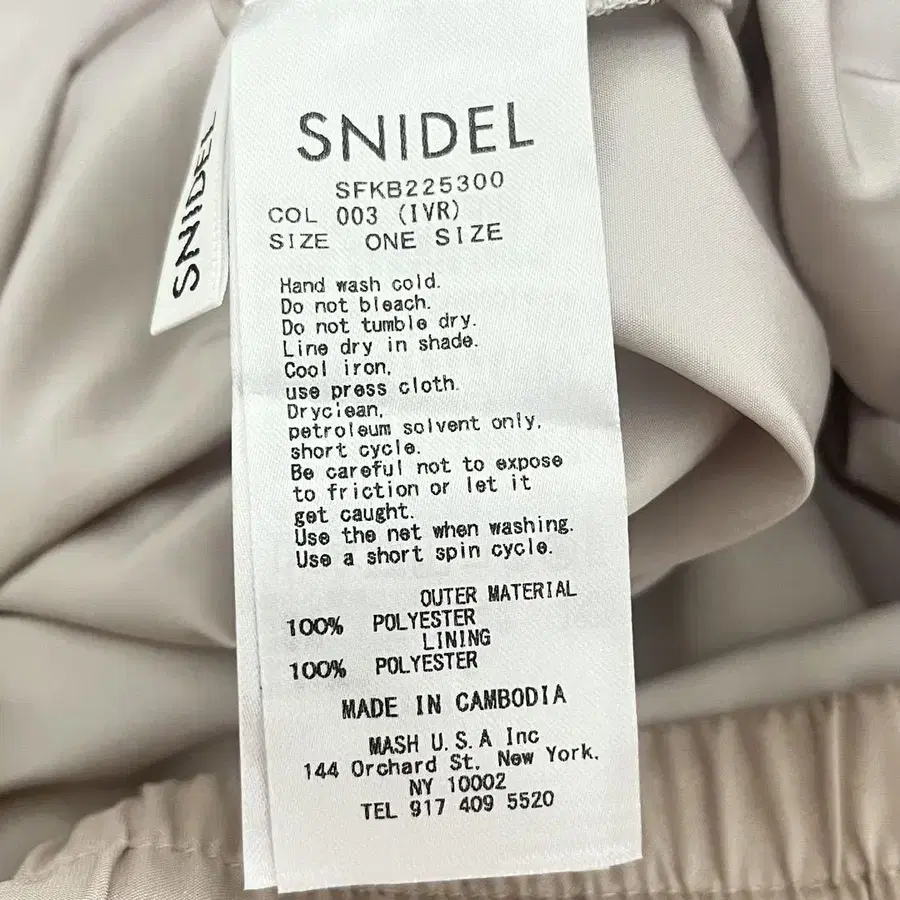 SNIDEL
SNIDEL
SFKB225300
COL 003 (IVR)
SIZE ONE SIZE
Hand wash cold.
Do not bleach.
Do not tumble dry.
Line dry in shade.
Cool iron,
use press cloth.
Dryclean,
petroleum solvent only,
short cycle.
Be careful not to expose
to friction or let it
get caught.
Use the net when washing.
Use a short spin cycle.
OUTER MATERIAL
100% POLYESTER
LINING
100% POLYESTER
MADE IN CAMBODIA
MASH U.S.A Inc
144 Orchard St. New York.
NY 10002
TEL 917 409 5520